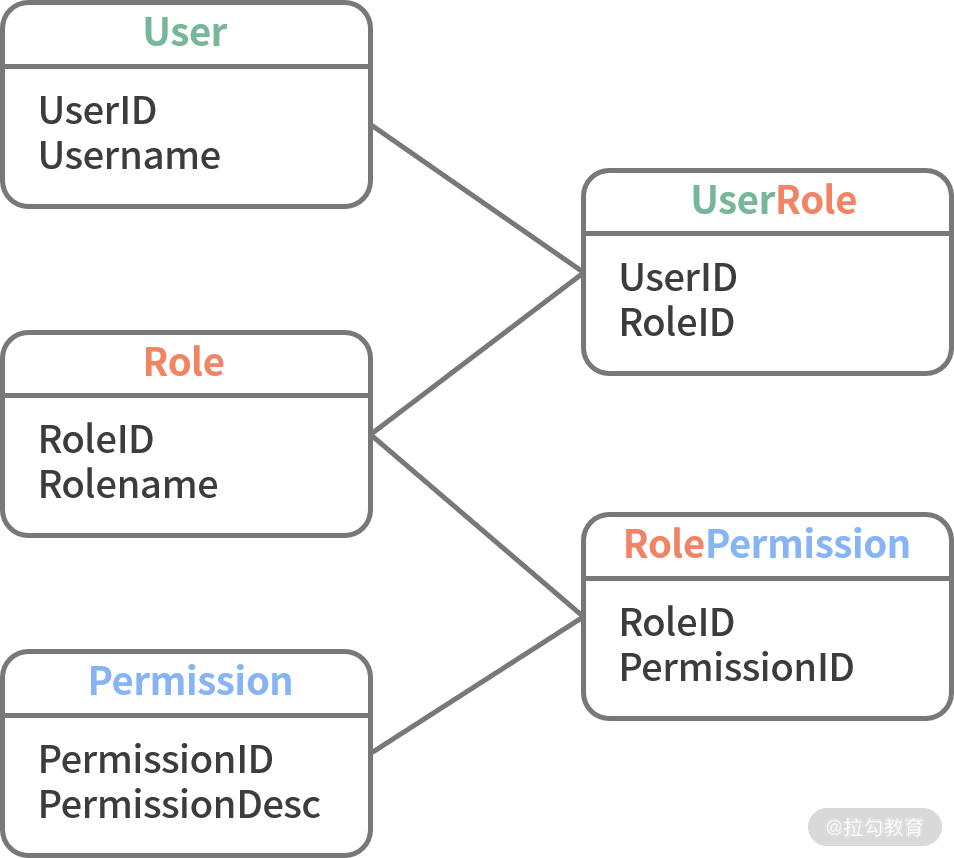 User
UserID
Username
UserRole
UserID
RoleID
Role
RoleID
Rolename
RolePermission
RoleID
PermissionID
Permission
PermissionID
PermissionDesc
@拉勾教育